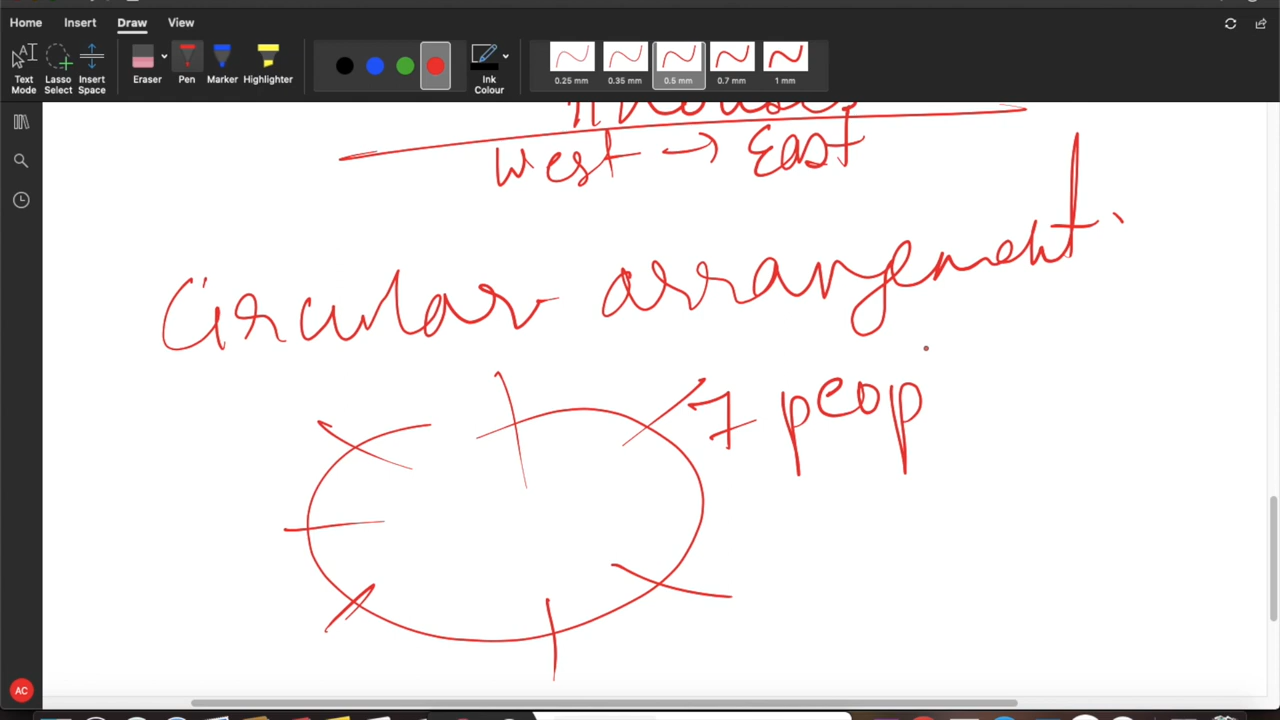 Home Insert Draw View
Text Mode
Lasso Select
Insert Space
Eraser
Pen
Marker
Highlighter
Ink Colour
0.25 mm
0.35 mm
0.5 mm
0.7 mm
1 mm
West → East
Circular arrangement
7 peop
AC